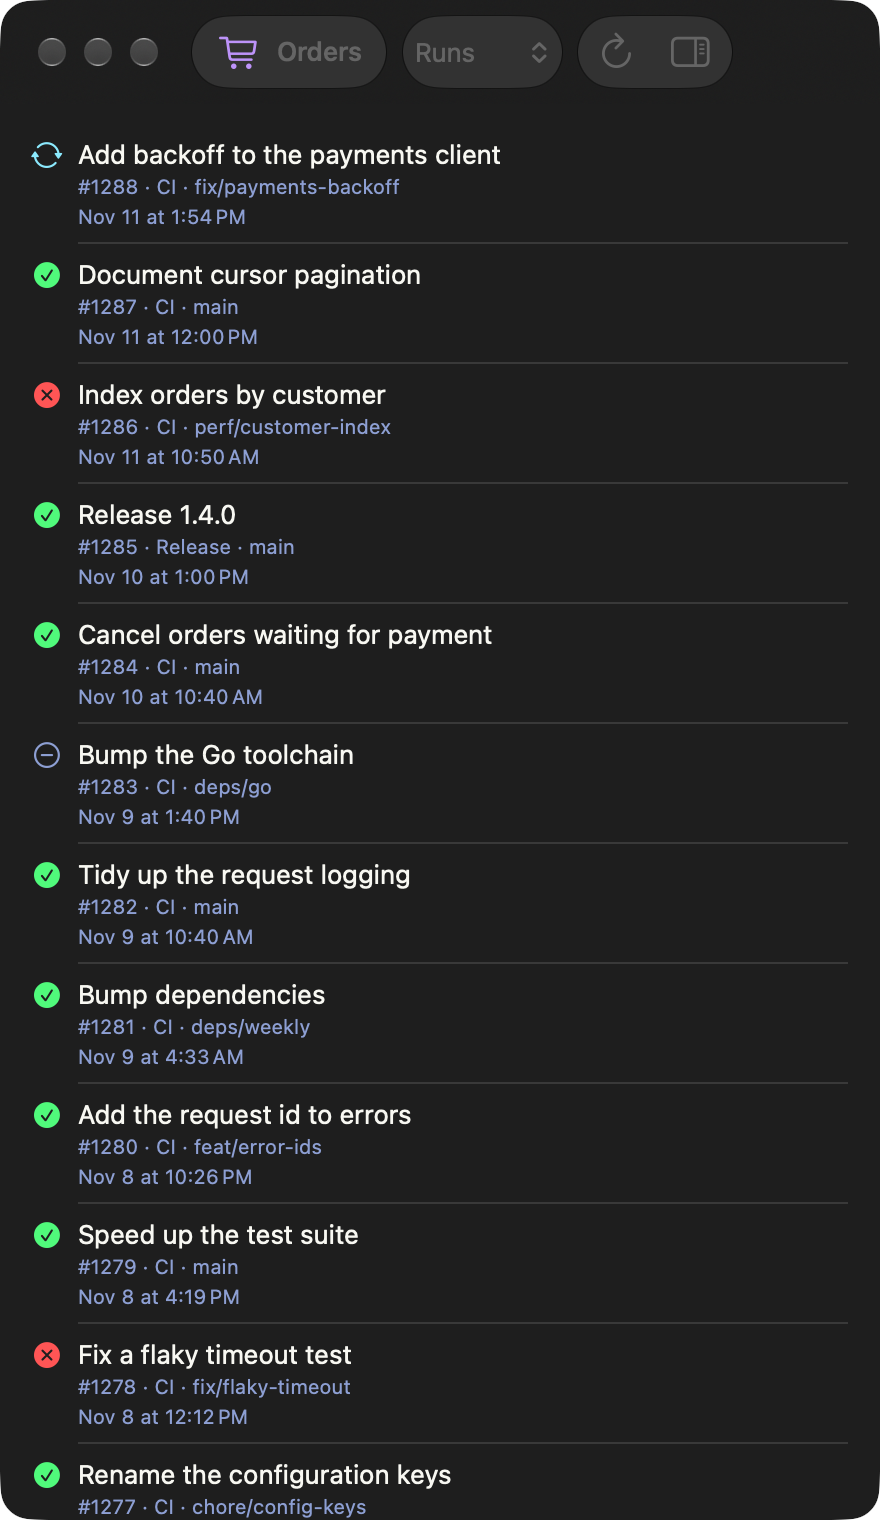 Orders
Runs
Add backoff to the payments client
#1288 · CI · fix/payments-backoff
Nov 11 at 1:54 PM
Document cursor pagination
#1287 · CI · main
Nov 11 at 12:00 PM
Index orders by customer
#1286 · CI · perf/customer-index
Nov 11 at 10:50 AM
Release 1.4.0
#1285 · Release · main
Nov 10 at 1:00 PM
Cancel orders waiting for payment
#1284 · CI · main
Nov 10 at 10:40 AM
Bump the Go toolchain
#1283 · CI · deps/go
Nov 9 at 1:40 PM
Tidy up the request logging
#1282 · CI · main
Nov 9 at 10:40 AM
Bump dependencies
#1281 · CI · deps/weekly
Nov 9 at 4:33 AM
Add the request id to errors
#1280 · CI · feat/error-ids
Nov 8 at 10:26 PM
Speed up the test suite
#1279 · CI · main
Nov 8 at 4:19 PM
Fix a flaky timeout test
#1278 · CI · fix/flaky-timeout
Nov 8 at 12:12 PM
Rename the configuration keys
#1277 · CI · chore/config-keys